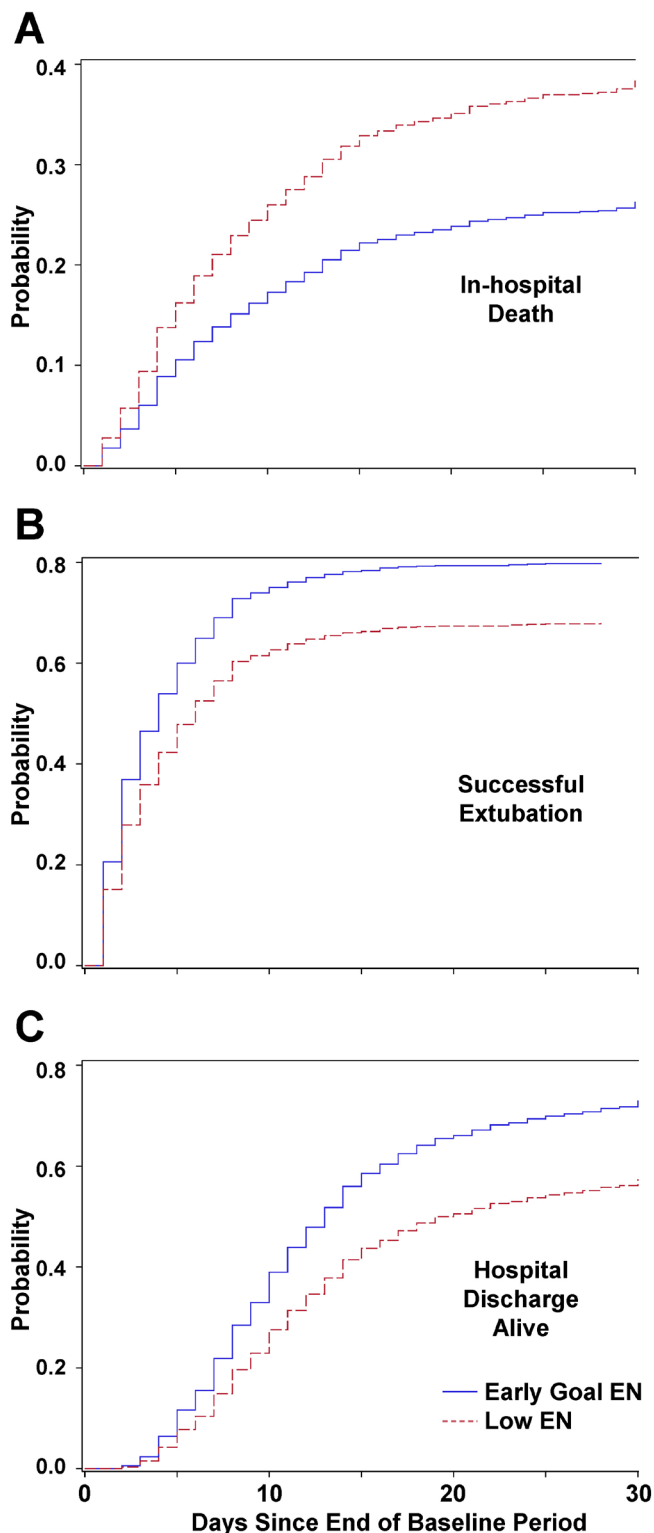 A
0.4
0.3
0.2
0.1
0.0
Probability
In-hospital
Death
B
0.8
0.6
0.4
0.2
0.0
Probability
Successful
Extubation
C
0.8
0.6
0.4
0.2
0.0
Probability
Hospital
Discharge
Alive
Early Goal EN
Low EN
0 10 20 30
Days Since End of Baseline Period